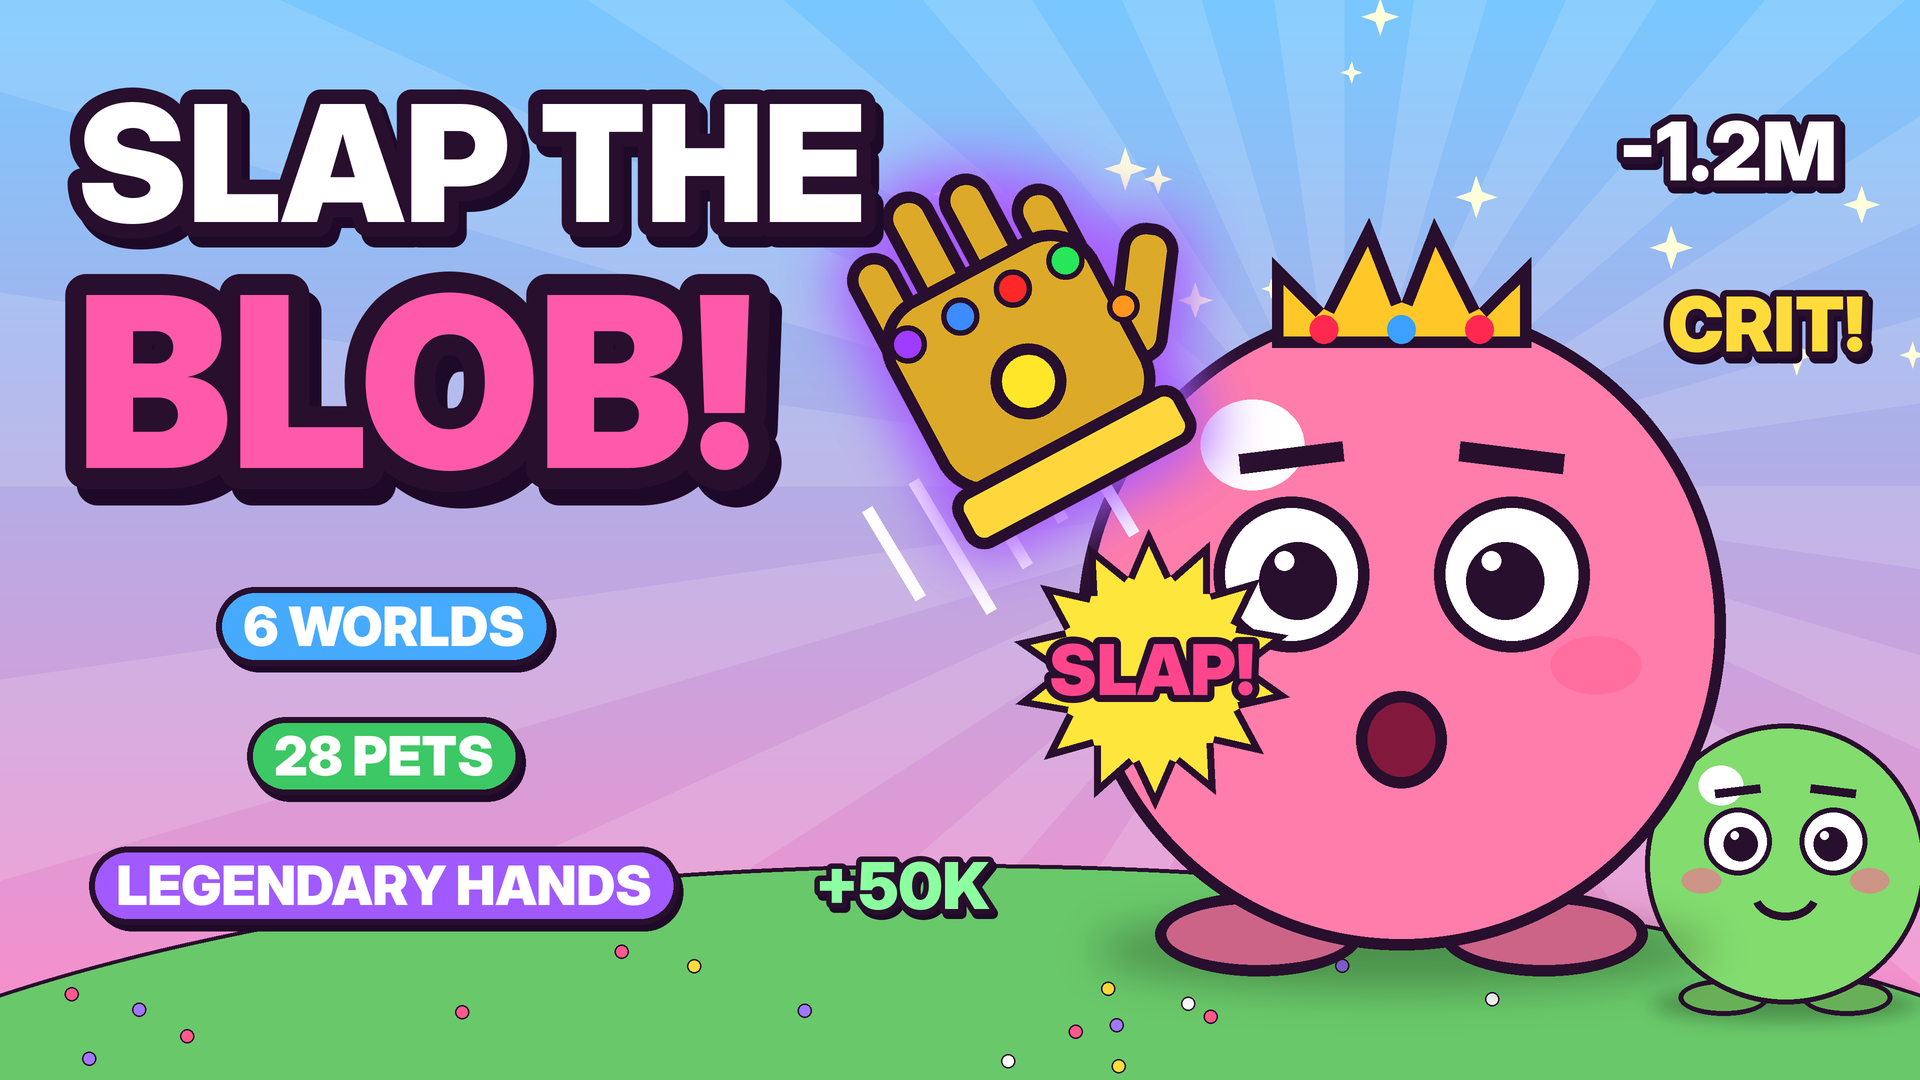 SLAP THE
BLOB!
-1.2M
CRIT!
6 WORLDS
SLAP!
28 PETS
LEGENDARY HANDS
+50K